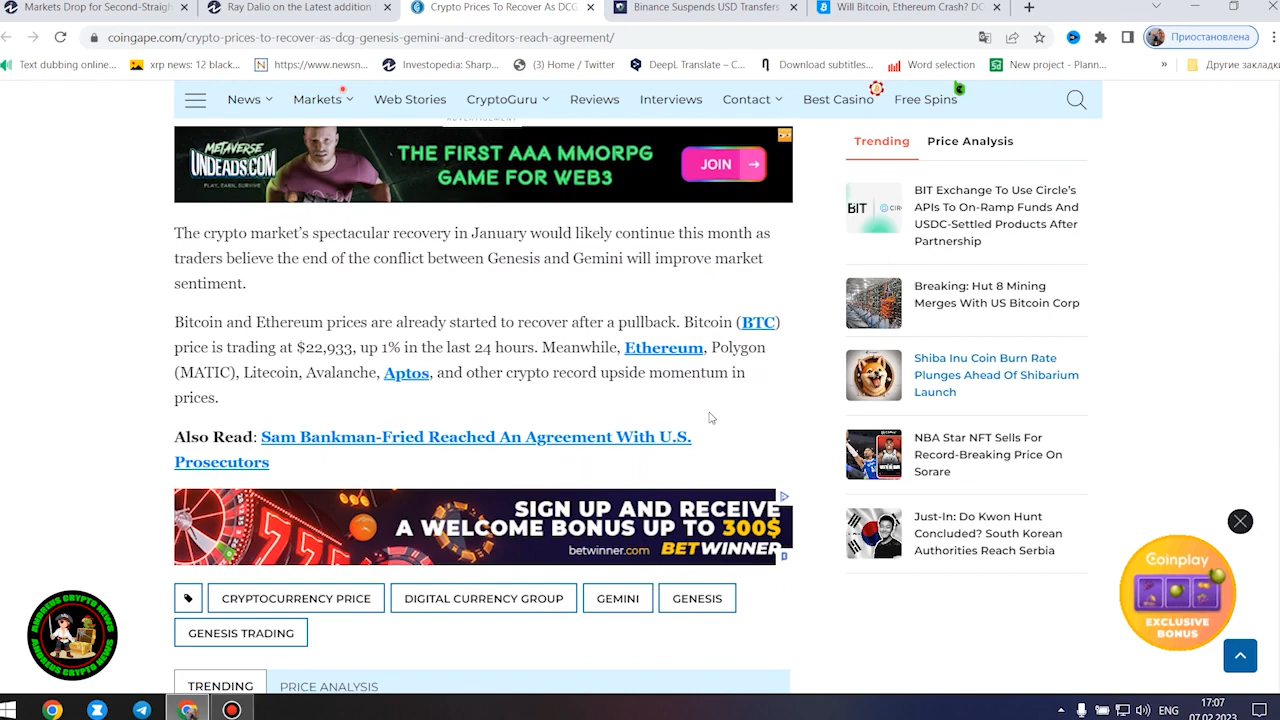 Markets Drop for Second-Straigh
Ray Dalio on the Latest addition
Crypto Prices To Recover As DCG
Binance Suspends USD Transfers
Will Bitcoin, Ethereum Crash? DC
coingape.com/crypto-prices-to-recover-as-dcg-genesis-gemini-and-creditors-reach-agreement/
Приостановлена
Text dubbing online...
xrp news: 12 black...
https://www.newsn...
Investopedia: Sharp...
(3) Home / Twitter
DeepL Translate – C...
Download subtitles...
Word selection
New project - Plann...
»
Другие закладки
News
Markets
Web Stories
CryptoGuru
Reviews
Interviews
Contact
Best Casino
Free Spins
ADVERTISEMENT
METAVERSE
UNDEADS.COM
PLAY. EARN. SURVIVE.
THE FIRST AAA MMORPG
GAME FOR WEB3
JOIN →
The crypto market's spectacular recovery in January would likely continue this month as
traders believe the end of the conflict between Genesis and Gemini will improve market
sentiment.
Bitcoin and Ethereum prices are already started to recover after a pullback. Bitcoin (BTC)
price is trading at $22,933, up 1% in the last 24 hours. Meanwhile, Ethereum, Polygon
(MATIC), Litecoin, Avalanche, Aptos, and other crypto record upside momentum in
prices.
Also Read: Sam Bankman-Fried Reached An Agreement With U.S.
Prosecutors
SIGN UP AND RECEIVE
A WELCOME BONUS UP TO 300$
betwinner.com BETWINNER
CRYPTOCURRENCY PRICE
DIGITAL CURRENCY GROUP
GEMINI
GENESIS
GENESIS TRADING
TRENDING
PRICE ANALYSIS
Trending
Price Analysis
BIT
CIR
BIT Exchange To Use Circle's
APIs To On-Ramp Funds And
USDC-Settled Products After
Partnership
Breaking: Hut 8 Mining
Merges With US Bitcoin Corp
Shiba Inu Coin Burn Rate
Plunges Ahead Of Shibarium
Launch
NBA Star NFT Sells For
Record-Breaking Price On
Sorare
Just-In: Do Kwon Hunt
Concluded? South Korean
Authorities Reach Serbia
Coinplay
EXCLUSIVE
BONUS
ANDREUS CRYPTO NEWS
ANDREUS CRYPTO NEWS
ENG
17:07
07.02.2023